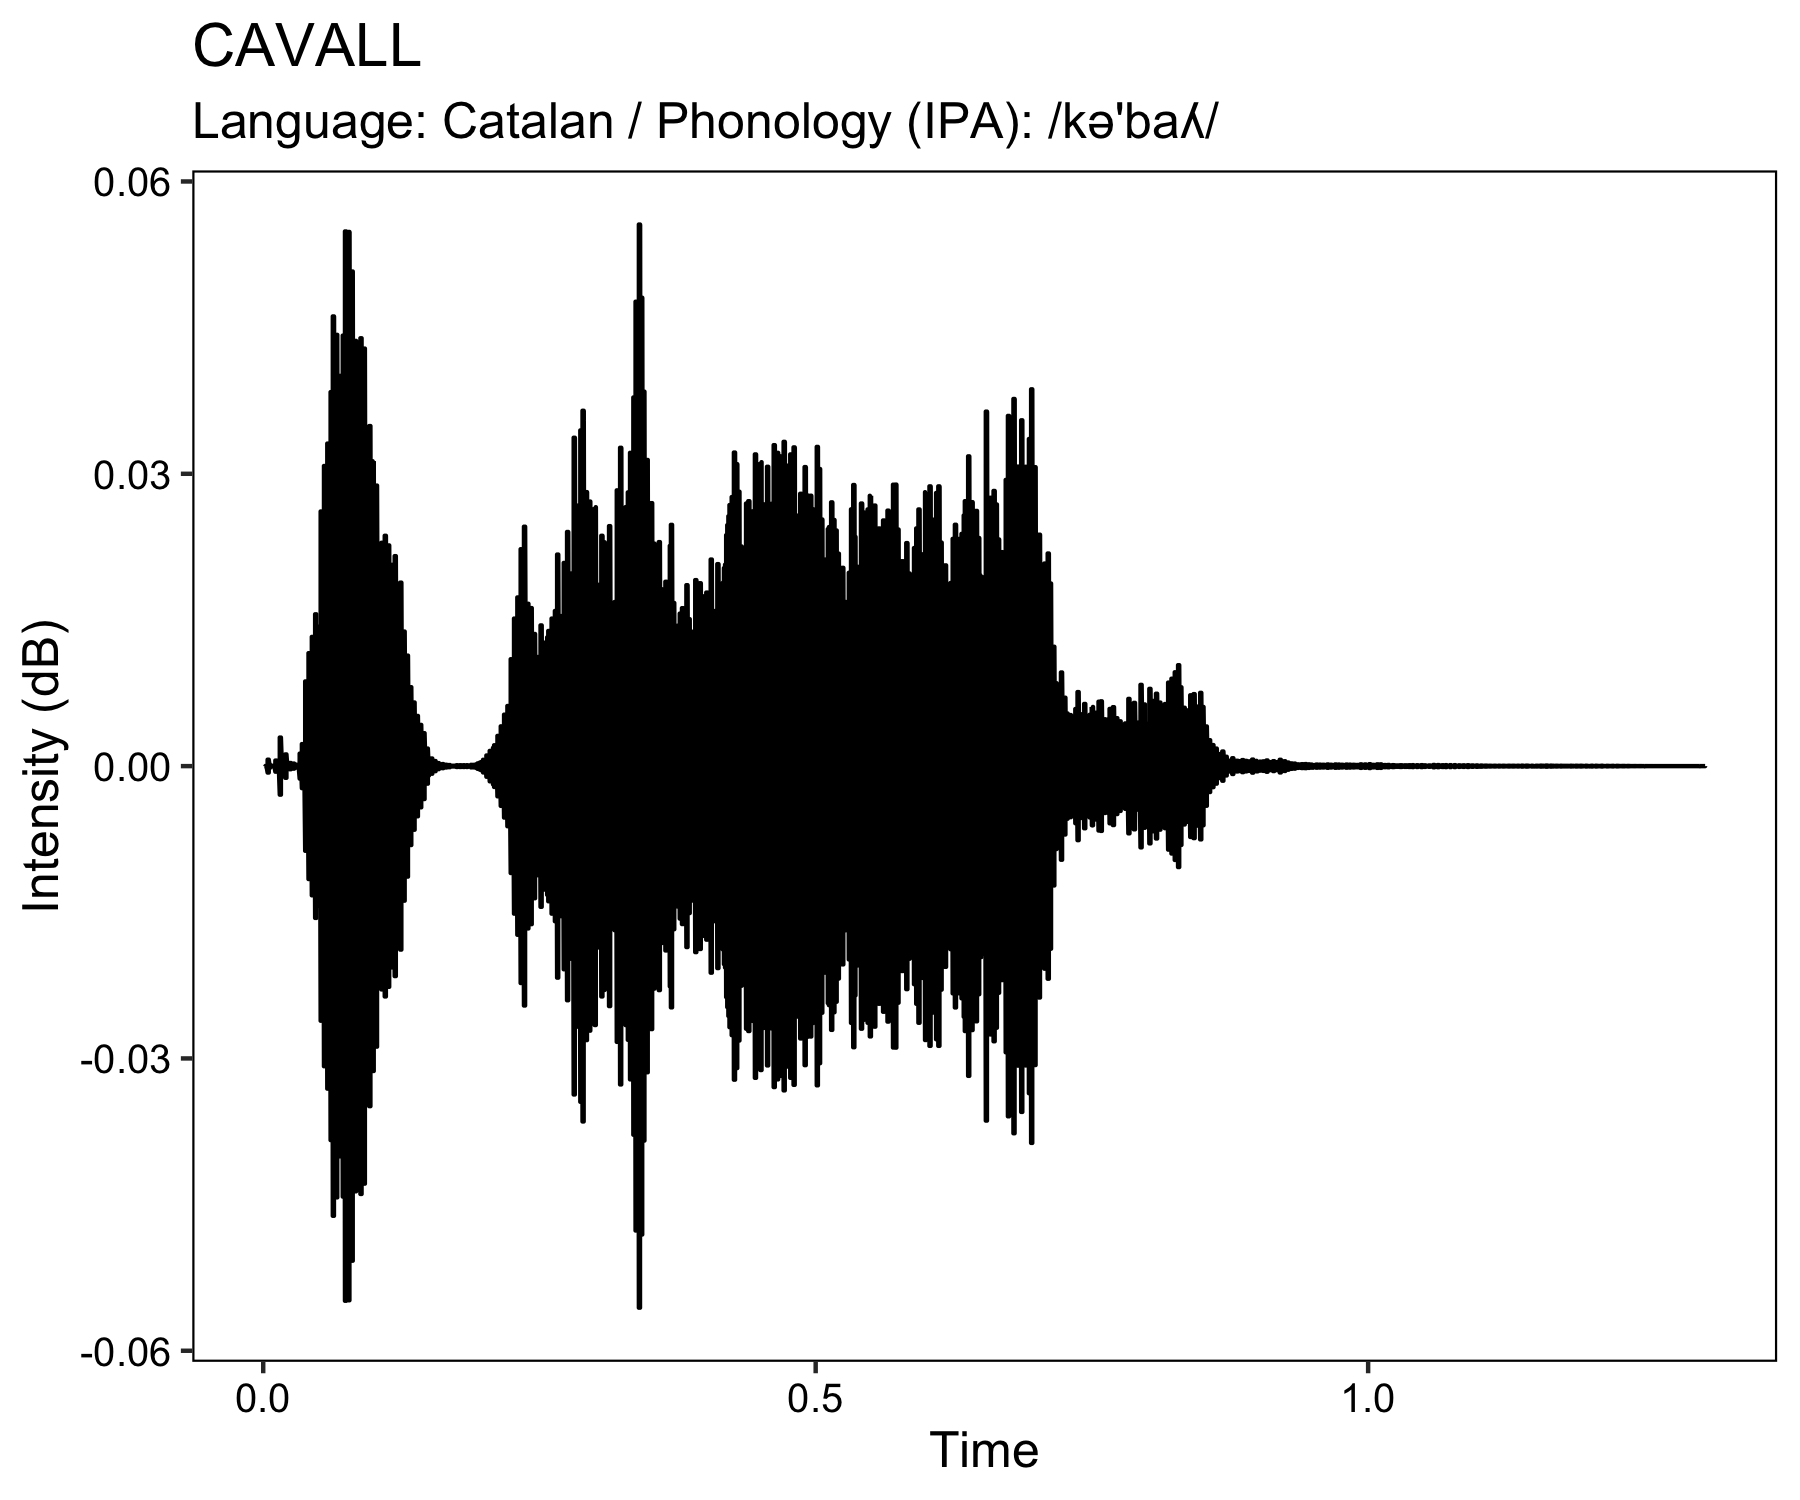 CAVALL
Language: Catalan / Phonology (IPA): /kə'baʎ/
0.06
0.03
0.00
-0.03
-0.06
Intensity (dB)
0.0 0.5 1.0
Time